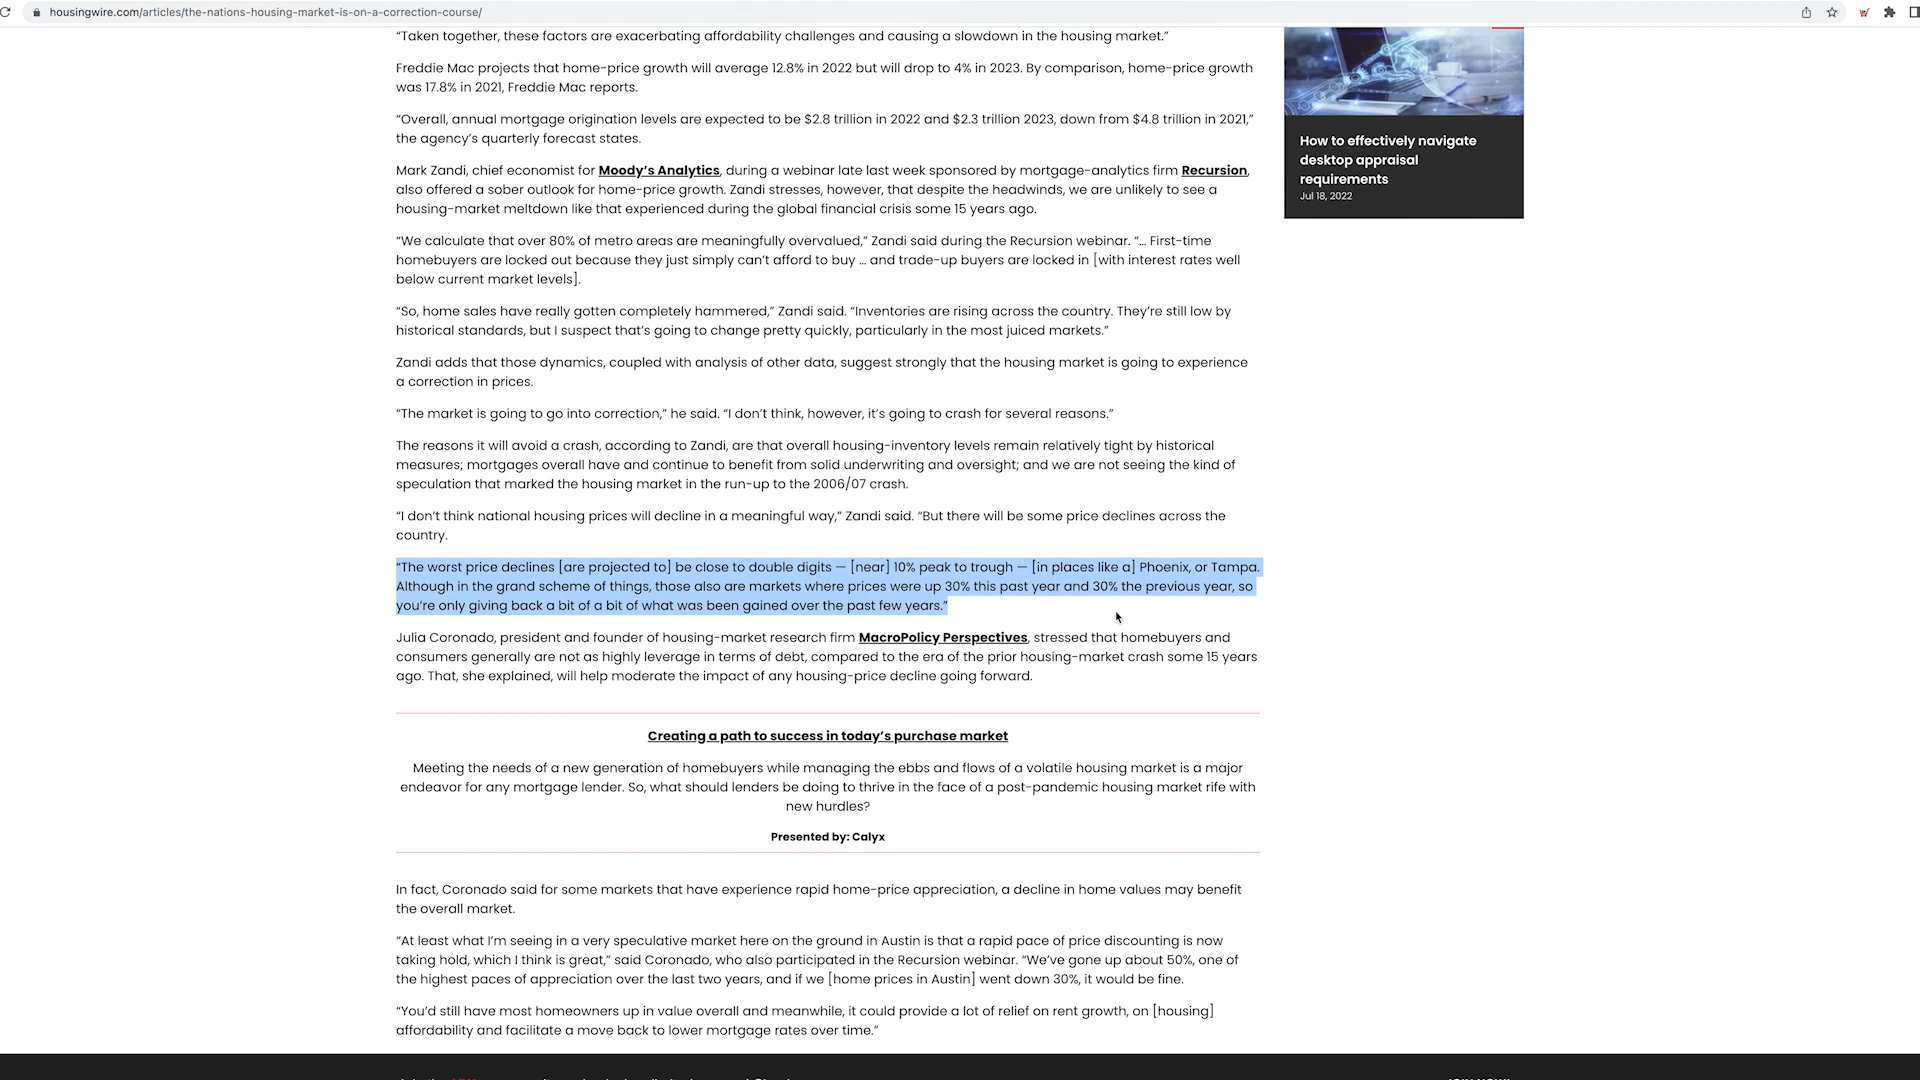 housingwire.com/articles/the-nations-housing-market-is-on-a-correction-course/
“Taken together, these factors are exacerbating affordability challenges and causing a slowdown in the housing market.”
Freddie Mac projects that home-price growth will average 12.8% in 2022 but will drop to 4% in 2023. By comparison, home-price growth
was 17.8% in 2021, Freddie Mac reports.
“Overall, annual mortgage origination levels are expected to be $2.8 trillion in 2022 and $2.3 trillion 2023, down from $4.8 trillion in 2021,”
the agency’s quarterly forecast states.
Mark Zandi, chief economist for Moody’s Analytics, during a webinar late last week sponsored by mortgage-analytics firm Recursion,
also offered a sober outlook for home-price growth. Zandi stresses, however, that despite the headwinds, we are unlikely to see a
housing-market meltdown like that experienced during the global financial crisis some 15 years ago.
“We calculate that over 80% of metro areas are meaningfully overvalued,” Zandi said during the Recursion webinar. “… First-time
homebuyers are locked out because they just simply can’t afford to buy … and trade-up buyers are locked in [with interest rates well
below current market levels].
“So, home sales have really gotten completely hammered,” Zandi said. “Inventories are rising across the country. They’re still low by
historical standards, but I suspect that’s going to change pretty quickly, particularly in the most juiced markets.”
Zandi adds that those dynamics, coupled with analysis of other data, suggest strongly that the housing market is going to experience
a correction in prices.
“The market is going to go into correction,” he said. “I don’t think, however, it’s going to crash for several reasons.”
The reasons it will avoid a crash, according to Zandi, are that overall housing-inventory levels remain relatively tight by historical
measures; mortgages overall have and continue to benefit from solid underwriting and oversight; and we are not seeing the kind of
speculation that marked the housing market in the run-up to the 2006/07 crash.
“I don’t think national housing prices will decline in a meaningful way,” Zandi said. “But there will be some price declines across the
country.
“The worst price declines [are projected to] be close to double digits — [near] 10% peak to trough — [in places like a] Phoenix, or Tampa.
Although in the grand scheme of things, those also are markets where prices were up 30% this past year and 30% the previous year, so
you’re only giving back a bit of a bit of what was been gained over the past few years.”
Julia Coronado, president and founder of housing-market research firm MacroPolicy Perspectives, stressed that homebuyers and
consumers generally are not as highly leverage in terms of debt, compared to the era of the prior housing-market crash some 15 years
ago. That, she explained, will help moderate the impact of any housing-price decline going forward.
Creating a path to success in today’s purchase market
Meeting the needs of a new generation of homebuyers while managing the ebbs and flows of a volatile housing market is a major
endeavor for any mortgage lender. So, what should lenders be doing to thrive in the face of a post-pandemic housing market rife with
new hurdles?
Presented by: Calyx
In fact, Coronado said for some markets that have experience rapid home-price appreciation, a decline in home values may benefit
the overall market.
“At least what I’m seeing in a very speculative market here on the ground in Austin is that a rapid pace of price discounting is now
taking hold, which I think is great,” said Coronado, who also participated in the Recursion webinar. “We’ve gone up about 50%, one of
the highest paces of appreciation over the last two years, and if we [home prices in Austin] went down 30%, it would be fine.
“You’d still have most homeowners up in value overall and meanwhile, it could provide a lot of relief on rent growth, on [housing]
affordability and facilitate a move back to lower mortgage rates over time.”
How to effectively navigate
desktop appraisal
requirements
Jul 18, 2022